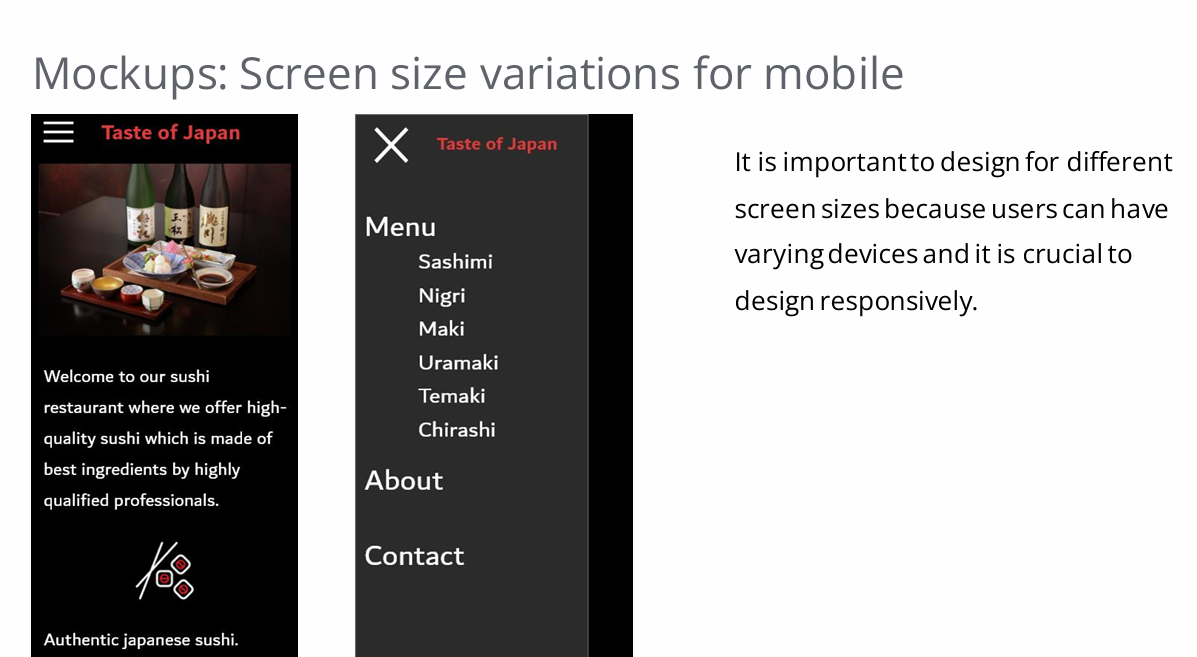 Mockups: Screen size variations for mobile
Taste of Japan
Welcome to our sushi
restaurant where we offer high-
quality sushi which is made of
best ingredients by highly
qualified professionals.
Authentic japanese sushi.
Taste of Japan
Menu
Sashimi
Nigri
Maki
Uramaki
Temaki
Chirashi
About
Contact
It is important to design for different
screen sizes because users can have
varying devices and it is crucial to
design responsively.